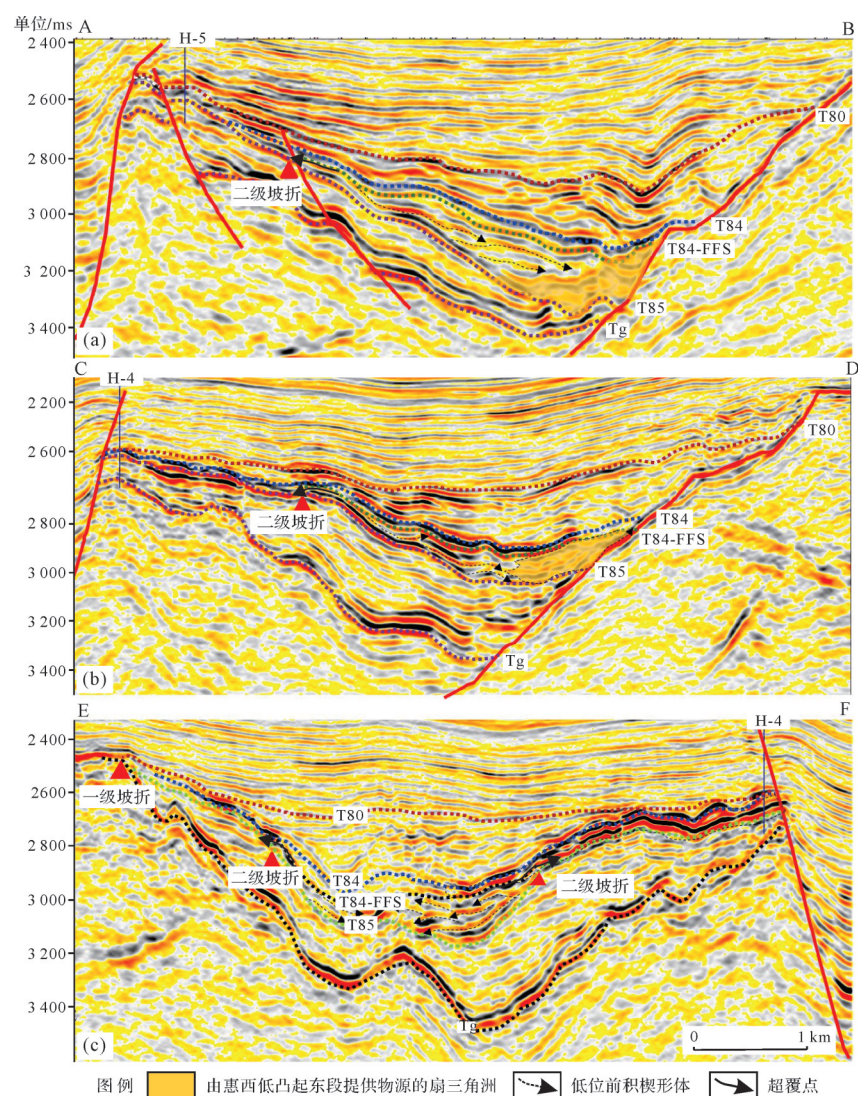 单位/ms
A
B
H-5
2 400
2 600
2 800
3 000
3 200
3 400
T80
二级坡折
T84
T84-FFS
T85
Tg
(a)
C
D
H-4
2 200
2 600
2 800
3 000
3 200
3 400
T80
二级坡折
T84
T84-FFS
T85
Tg
(b)
E
F
H-4
2 400
2 600
2 800
3 000
3 200
3 400
一级坡折
T80
二级坡折
T84
二级坡折
T84-FFS
T85
Tg
0 1 km
(c)
图 例 由惠西低凸起东段提供物源的扇三角洲 低位前积楔形体 超覆点